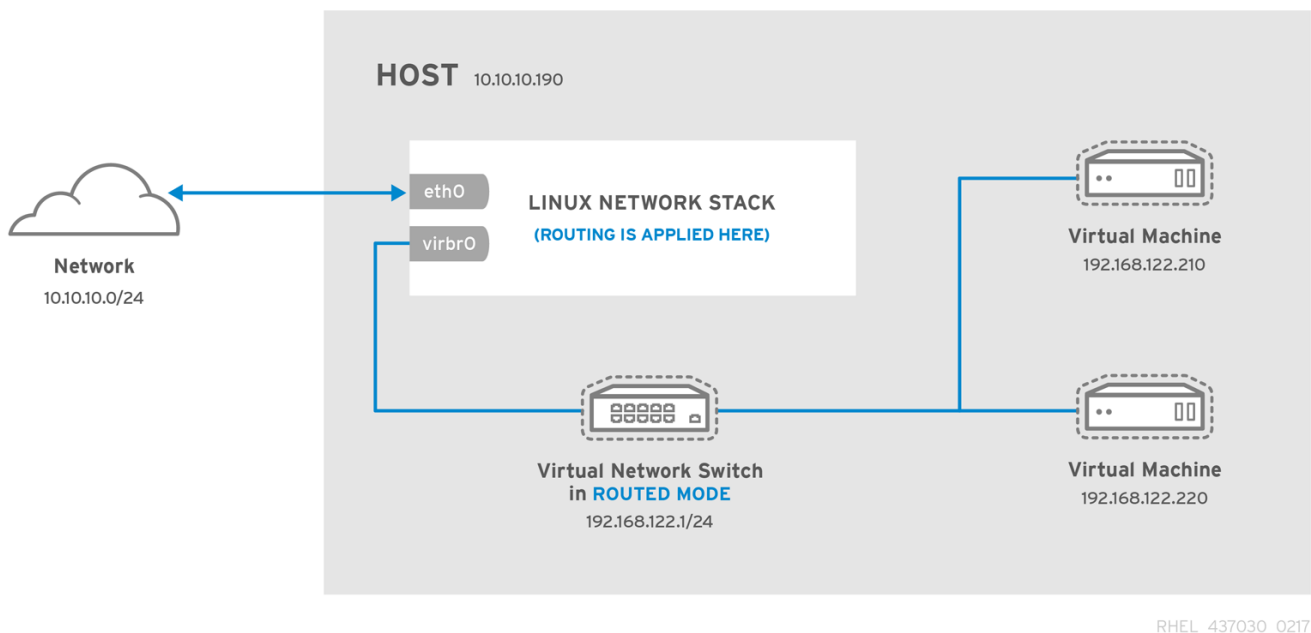 HOST 10.10.10.190
eth0
LINUX NETWORK STACK
(ROUTING IS APPLIED HERE)
virbr0
Network
10.10.10.0/24
Virtual Machine
192.168.122.210
Virtual Network Switch
in ROUTED MODE
192.168.122.1/24
Virtual Machine
192.168.122.220
RHEL 437030 0217